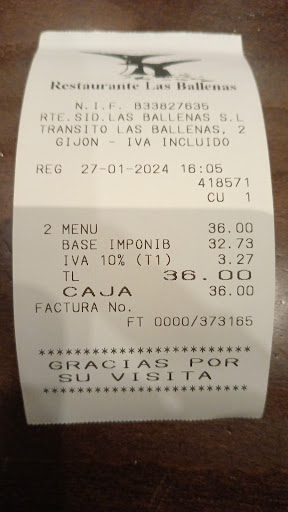 Restaurante Las Ballenas
N.I.F. B33827635
RTE.SID.LAS BALLENAS S.L
TRANSITO LAS BALLENAS, 2
GIJON - IVA INCLUIDO
REG 27-01-2024 16:05
418571
CU 1
2 MENU 36.00
BASE IMPONIB 32.73
IVA 10% (T1) 3.27
TL 36.00
CAJA 36.00
FACTURA No.
FT 0000/373165
************************
GRACIAS POR
SU VISITA
************************